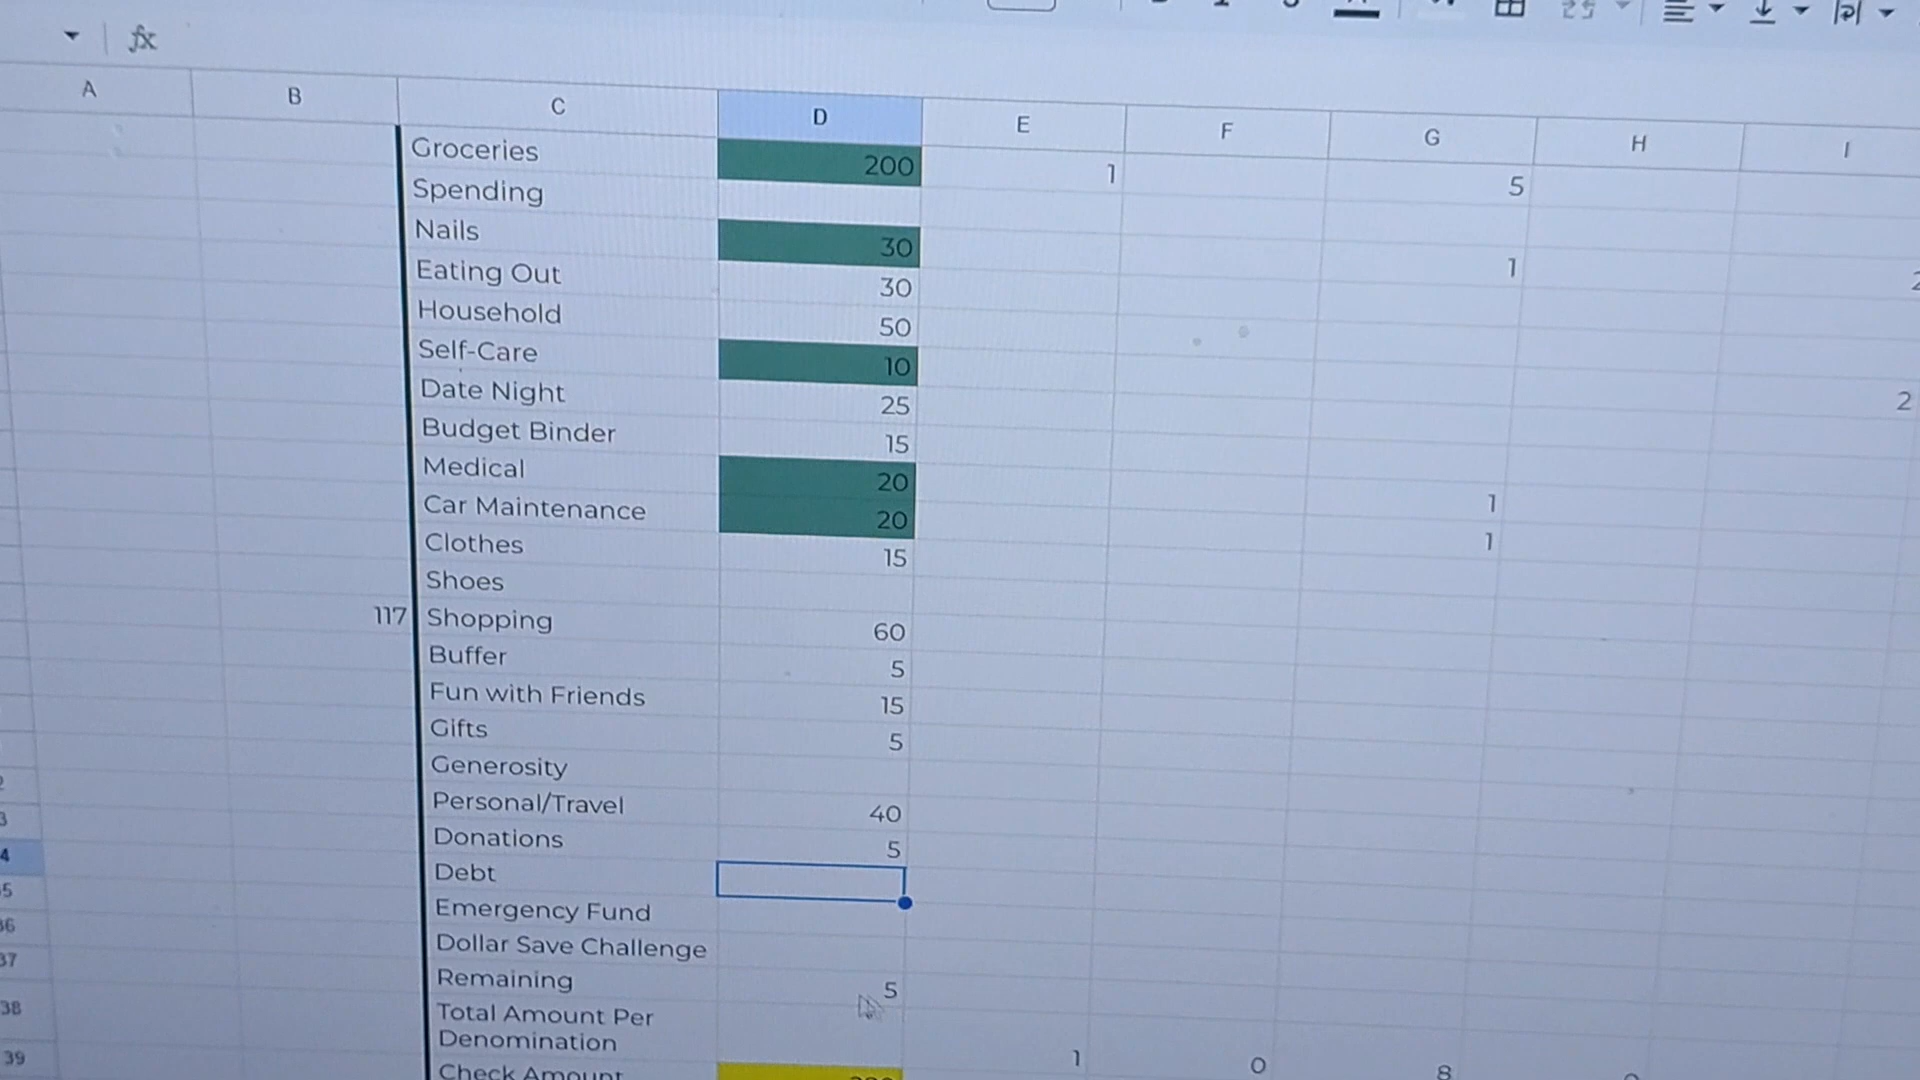 fx
A B C D E F G H I
Groceries 200 1 5
Spending
Nails 30 1
Eating Out 30
Household 50
Self-Care 10 2
Date Night 25
Budget Binder 15
Medical 20 1
Car Maintenance 20 1
Clothes 15
Shoes
117 Shopping 60
Buffer 5
Fun with Friends 15
Gifts 5
Generosity
Personal/Travel 40
Donations 5
Debt
Emergency Fund
Dollar Save Challenge
37 Remaining 5
38 Total Amount Per
Denomination
39 1 0 8
Check Amount